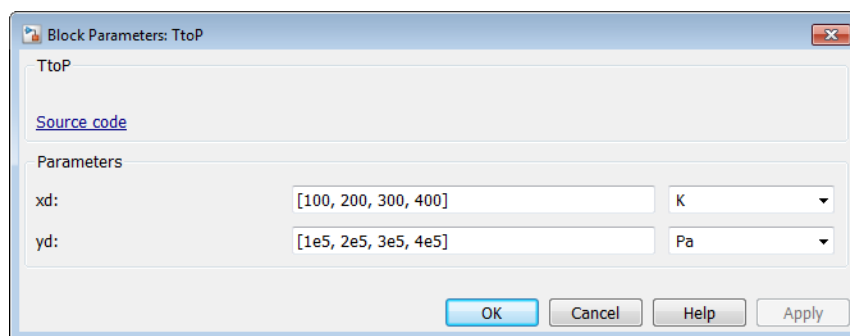 Block Parameters: TtoP
TtoP
Source code
Parameters
xd: [100, 200, 300, 400] K
yd: [1e5, 2e5, 3e5, 4e5] Pa
OK Cancel Help Apply